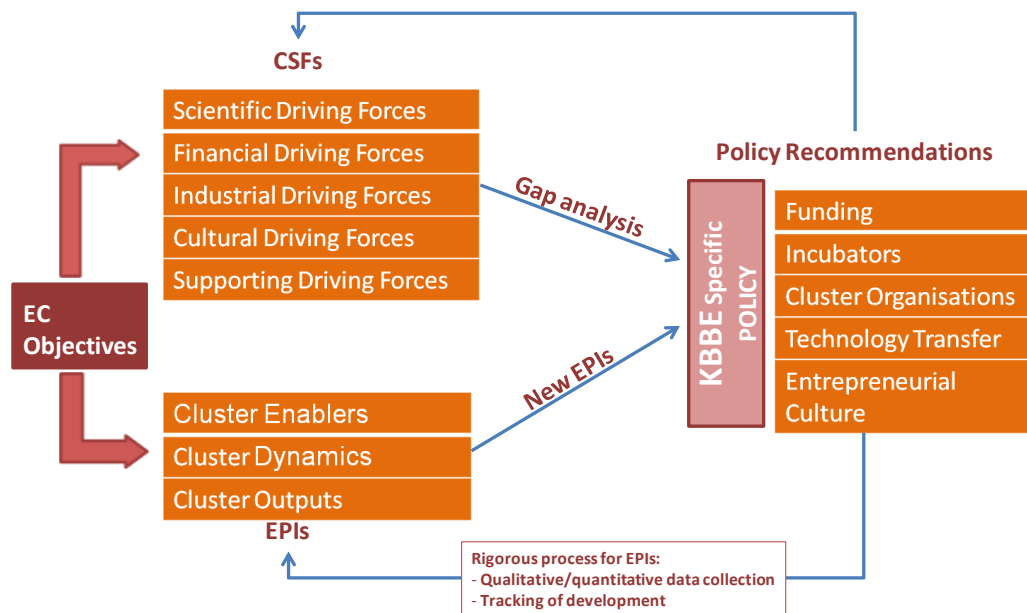 CSFs
Scientific Driving Forces
Financial Driving Forces
Industrial Driving Forces
Cultural Driving Forces
Supporting Driving Forces
EC
Objectives
Cluster Enablers
Cluster Dynamics
Cluster Outputs
EPIs
Gap analysis
New EPIs
KBBE Specific
POLICY
Policy Recommendations
Funding
Incubators
Cluster Organisations
Technology Transfer
Entrepreneurial
Culture
Rigorous process for EPIs:
- Qualitative/quantitative data collection
- Tracking of development